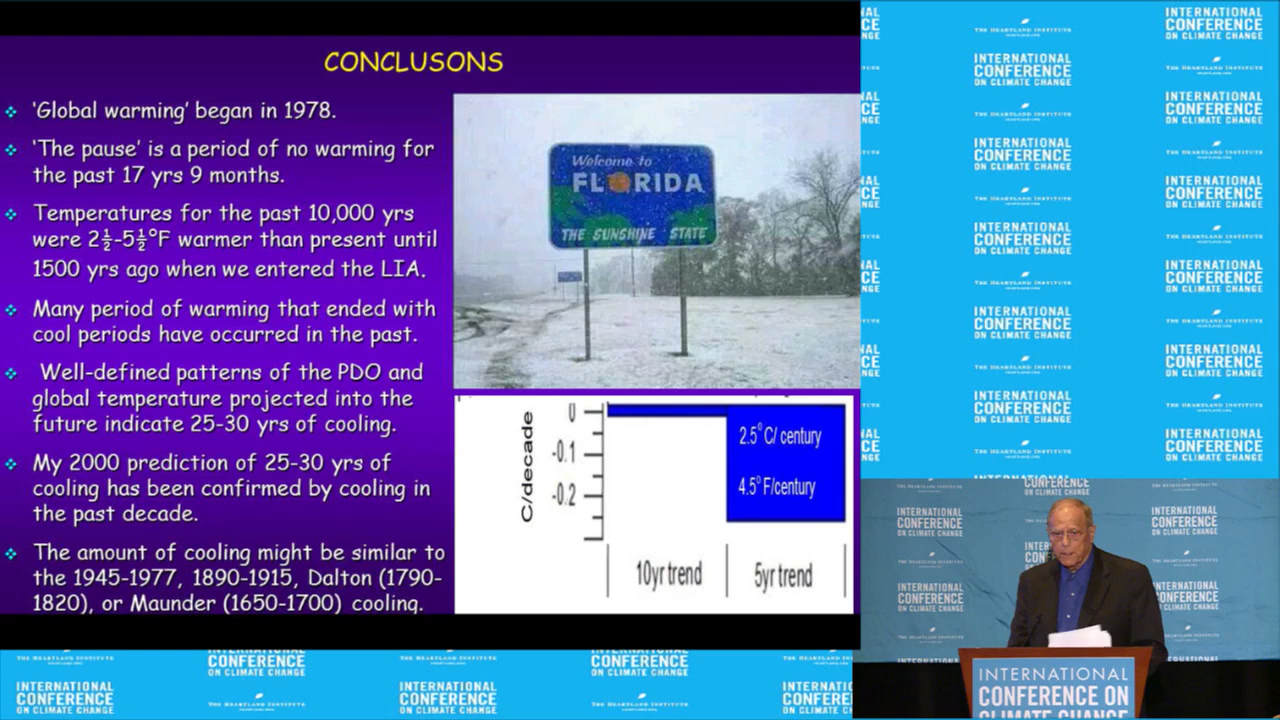 CONCLUSONS
‘Global warming’ began in 1978.
‘The pause’ is a period of no warming for
the past 17 yrs 9 months.
Temperatures for the past 10,000 yrs
were 2½-5½°F warmer than present until
1500 yrs ago when we entered the LIA.
Many period of warming that ended with
cool periods have occurred in the past.
Well-defined patterns of the PDO and
global temperature projected into the
future indicate 25-30 yrs of cooling.
My 2000 prediction of 25-30 yrs of
cooling has been confirmed by cooling in
the past decade.
The amount of cooling might be similar to
the 1945-1977, 1890-1915, Dalton (1790-
1820), or Maunder (1650-1700) cooling.
Welcome to
FLORIDA
THE SUNSHINE STATE
C/decade
0
-0.1
-0.2
2.5° C/ century
4.5° F/century
10yr trend
5yr trend
THE HEARTLAND INSTITUTE
INTERNATIONAL
CONFERENCE
ON CLIMATE CHANGE
INTERNATIONAL
CONFERENCE ON
CLIMATE CHANGE